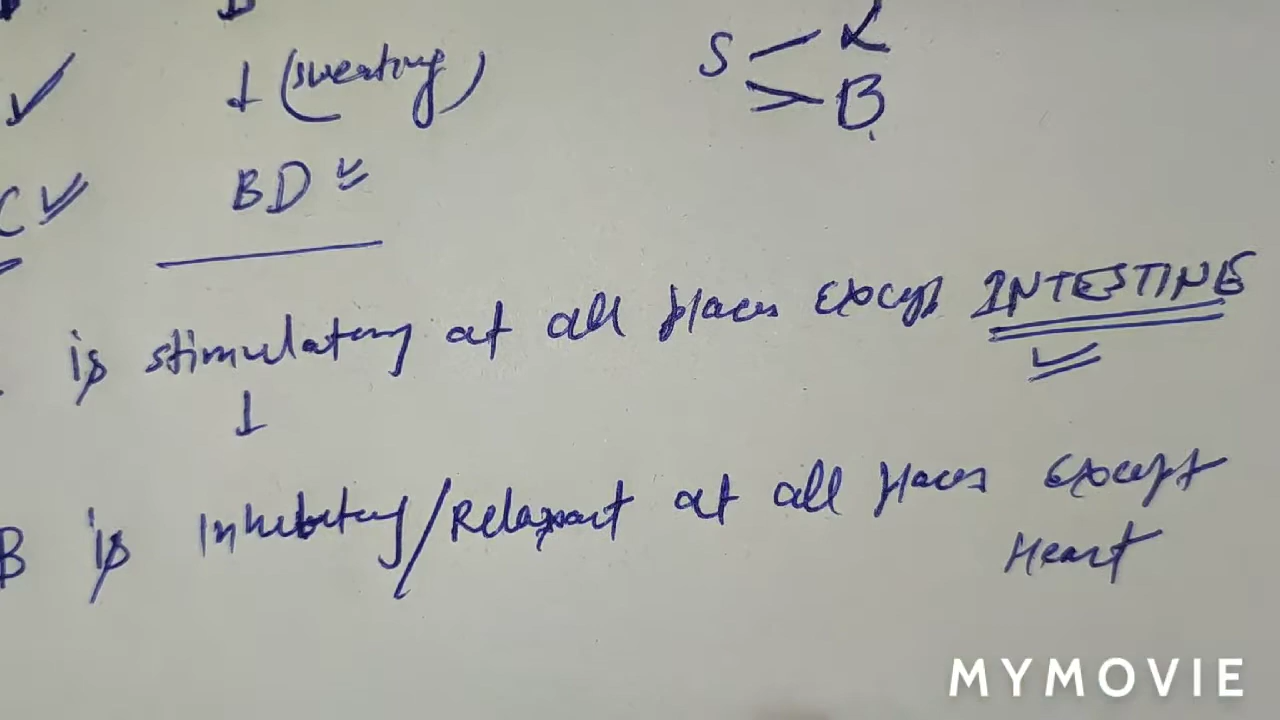 S α
↓ (sweating)
B
BD
C
is stimulatory at all places except INTESTINE
↓
B is Inhibitory/Relaxant at all places except
Heart
MYMOVIE